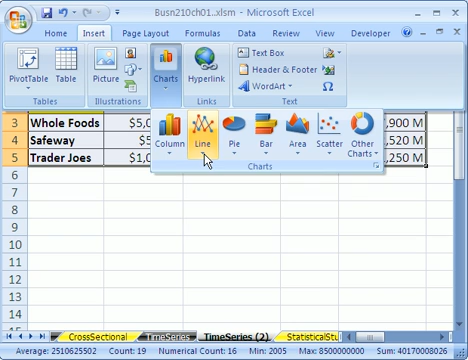 Busn210ch01..xlsm - Microsoft Excel
Home Insert Page Layout Formulas Data Review View Developer
PivotTable Table Picture Charts Hyperlink Text Box
Header & Footer
WordArt
Tables Illustrations Links Text
Column Line Pie Bar Area Scatter Other Charts
Charts
3 Whole Foods $5,0 ,900 M
4 Safeway $5 ,520 M
5 Trader Joes $1,0 ,250 M
6
7
8
9
10
11
12
13
14
CrossSectional TimeSeries TimeSeries (2) StatisticalStu
Average: 2510625502 Count: 19 Numerical Count: 16 Min: 2005 Max: 8500000000 Sum: 40170008026